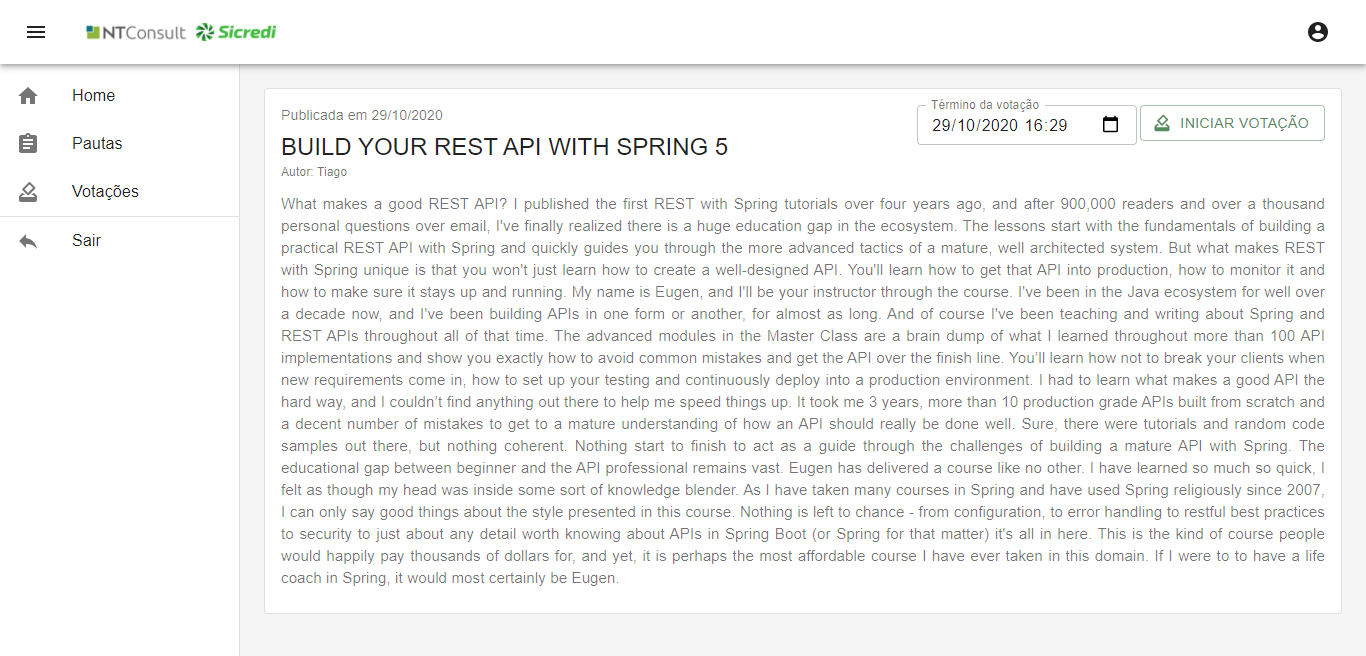 NTConsult Sicredi
Home
Pautas
Votações
Sair
Publicada em 29/10/2020
BUILD YOUR REST API WITH SPRING 5
Autor: Tiago
Término da votação
29/10/2020 16:29
INICIAR VOTAÇÃO
What makes a good REST API? I published the first REST with Spring tutorials over four years ago, and after 900,000 readers and over a thousand
personal questions over email, I've finally realized there is a huge education gap in the ecosystem. The lessons start with the fundamentals of building a
practical REST API with Spring and quickly guides you through the more advanced tactics of a mature, well architected system. But what makes REST
with Spring unique is that you won't just learn how to create a well-designed API. You'll learn how to get that API into production, how to monitor it and
how to make sure it stays up and running. My name is Eugen, and I'll be your instructor through the course. I've been in the Java ecosystem for well over
a decade now, and I've been building APIs in one form or another, for almost as long. And of course I've been teaching and writing about Spring and
REST APIs throughout all of that time. The advanced modules in the Master Class are a brain dump of what I learned throughout more than 100 API
implementations and show you exactly how to avoid common mistakes and get the API over the finish line. You’ll learn how not to break your clients when
new requirements come in, how to set up your testing and continuously deploy into a production environment. I had to learn what makes a good API the
hard way, and I couldn’t find anything out there to help me speed things up. It took me 3 years, more than 10 production grade APIs built from scratch and
a decent number of mistakes to get to a mature understanding of how an API should really be done well. Sure, there were tutorials and random code
samples out there, but nothing coherent. Nothing start to finish to act as a guide through the challenges of building a mature API with Spring. The
educational gap between beginner and the API professional remains vast. Eugen has delivered a course like no other. I have learned so much so quick, I
felt as though my head was inside some sort of knowledge blender. As I have taken many courses in Spring and have used Spring religiously since 2007,
I can only say good things about the style presented in this course. Nothing is left to chance - from configuration, to error handling to restful best practices
to security to just about any detail worth knowing about APIs in Spring Boot (or Spring for that matter) it's all in here. This is the kind of course people
would happily pay thousands of dollars for, and yet, it is perhaps the most affordable course I have ever taken in this domain. If I were to to have a life
coach in Spring, it would most certainly be Eugen.